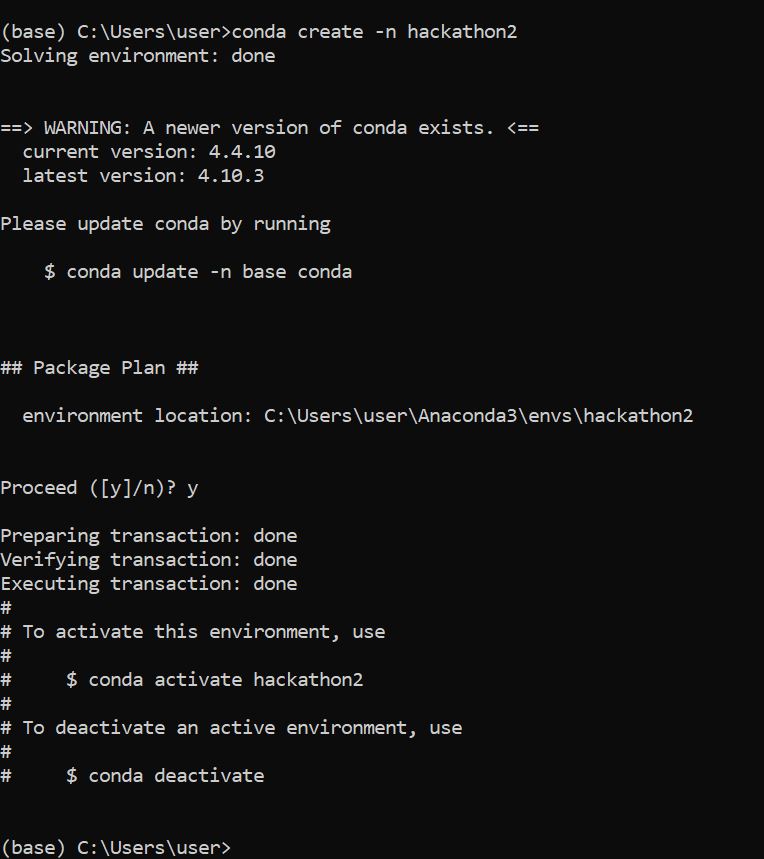 (base) C:\Users\user>conda create -n hackathon2
Solving environment: done
==> WARNING: A newer version of conda exists. <==
  current version: 4.4.10
  latest version: 4.10.3
Please update conda by running
    $ conda update -n base conda
## Package Plan ##
  environment location: C:\Users\user\Anaconda3\envs\hackathon2
Proceed ([y]/n)? y
Preparing transaction: done
Verifying transaction: done
Executing transaction: done
#
# To activate this environment, use
#
#     $ conda activate hackathon2
#
# To deactivate an active environment, use
#
#     $ conda deactivate
(base) C:\Users\user>